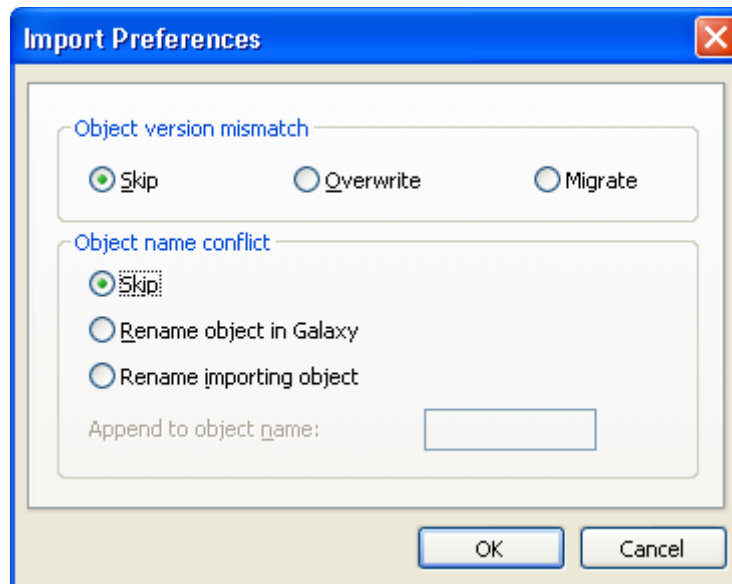 Import Preferences
Object version mismatch
Skip Overwrite Migrate
Object name conflict
Skip
Rename object in Galaxy
Rename importing object
Append to object name:
OK Cancel